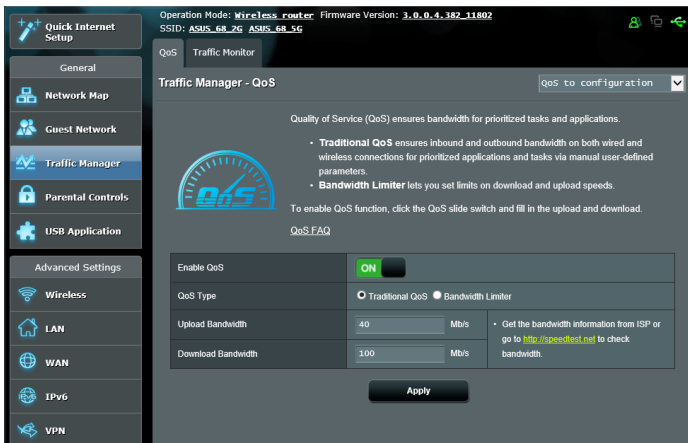 Quick Internet
Setup
General
Network Map
Guest Network
Traffic Manager
Parental Controls
USB Application
Advanced Settings
Wireless
LAN
WAN
IPv6
VPN
Operation Mode: Wireless router Firmware Version: 3.0.0.4.382_11802
SSID: ASUS_68_2G ASUS_68_5G
QoS Traffic Monitor
Traffic Manager - QoS
QoS to configuration
Quality of Service (QoS) ensures bandwidth for prioritized tasks and applications.
• Traditional QoS ensures inbound and outbound bandwidth on both wired and
wireless connections for prioritized applications and tasks via manual user-defined
parameters.
• Bandwidth Limiter lets you set limits on download and upload speeds.
To enable QoS function, click the QoS slide switch and fill in the upload and download.
QoS FAQ
QoS
Enable QoS ON
QoS Type Traditional QoS Bandwidth Limiter
Upload Bandwidth 40 Mb/s
Download Bandwidth 100 Mb/s
• Get the bandwidth information from ISP or
go to http://speedtest.net to check
bandwidth.
Apply